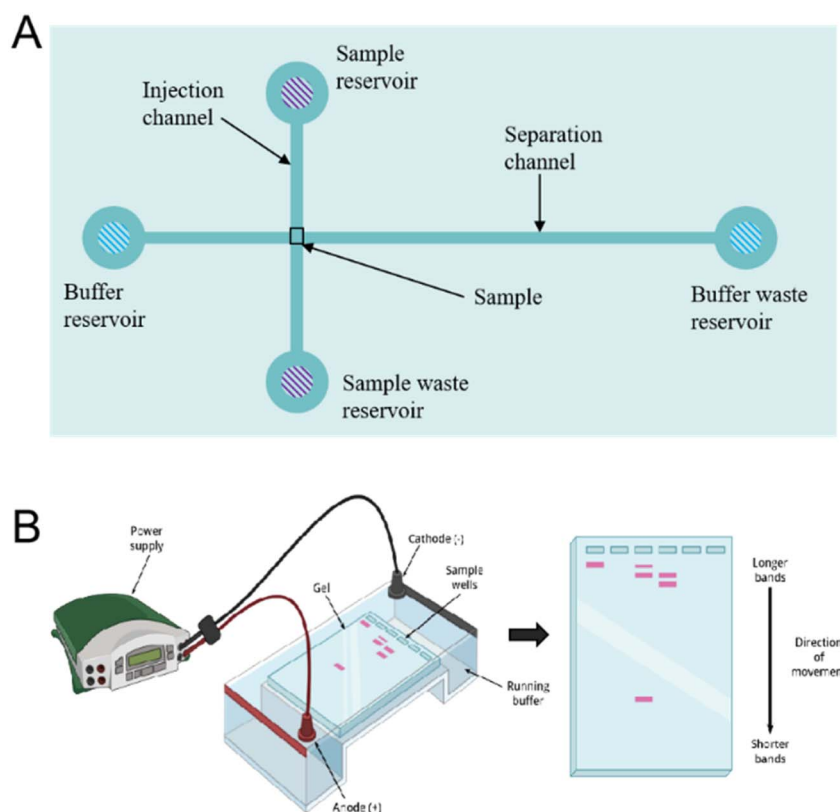 A
Sample
reservoir
Injection
channel
Separation
channel
Buffer
reservoir
Sample
Buffer waste
reservoir
Sample waste
reservoir
B
Power
supply
Cathode (-)
Sample
wells
Gel
Running
buffer
Anode (+)
Longer
bands
Direction
of
movemen
Shorter
bands